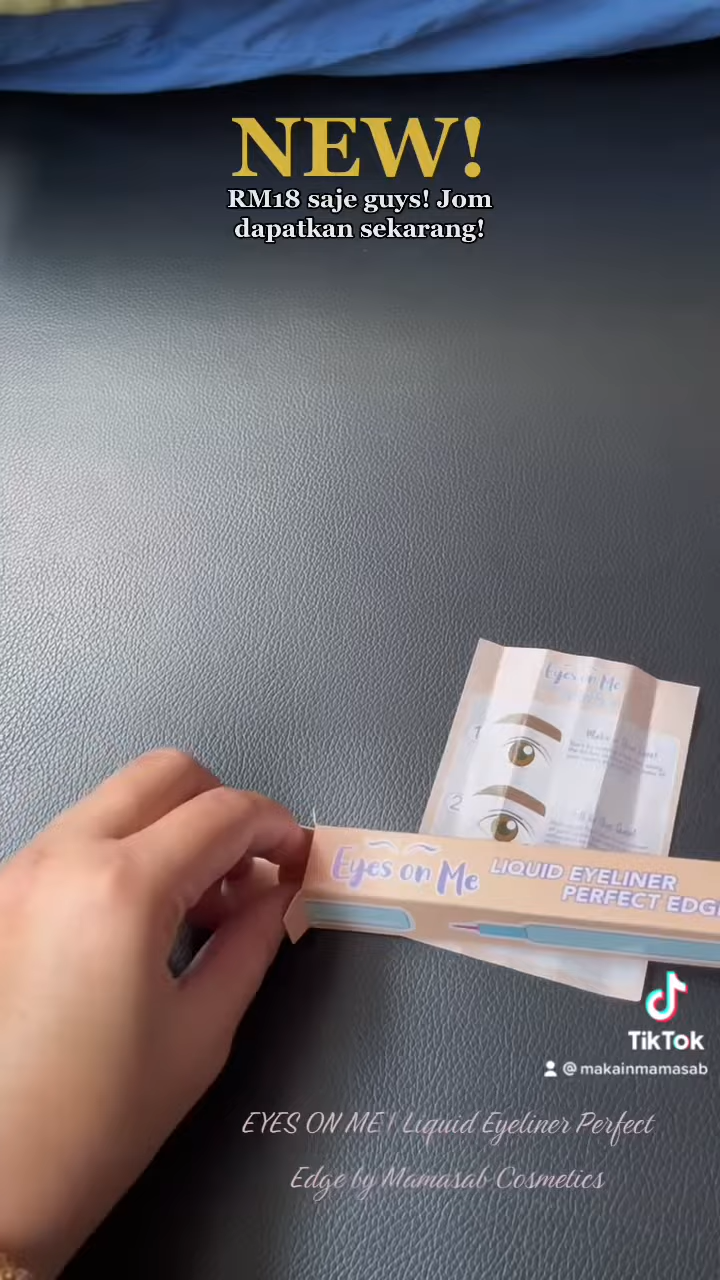 NEW!
RM18 saje guys! Jom
dapatkan sekarang!
Eyes on Me
1
2
Eyes on Me
LIQUID EYELINER
PERFECT EDGE
TikTok
@makainmamasab
EYES ON ME | Liquid Eyeliner Perfect
Edge by Mamasab Cosmetics